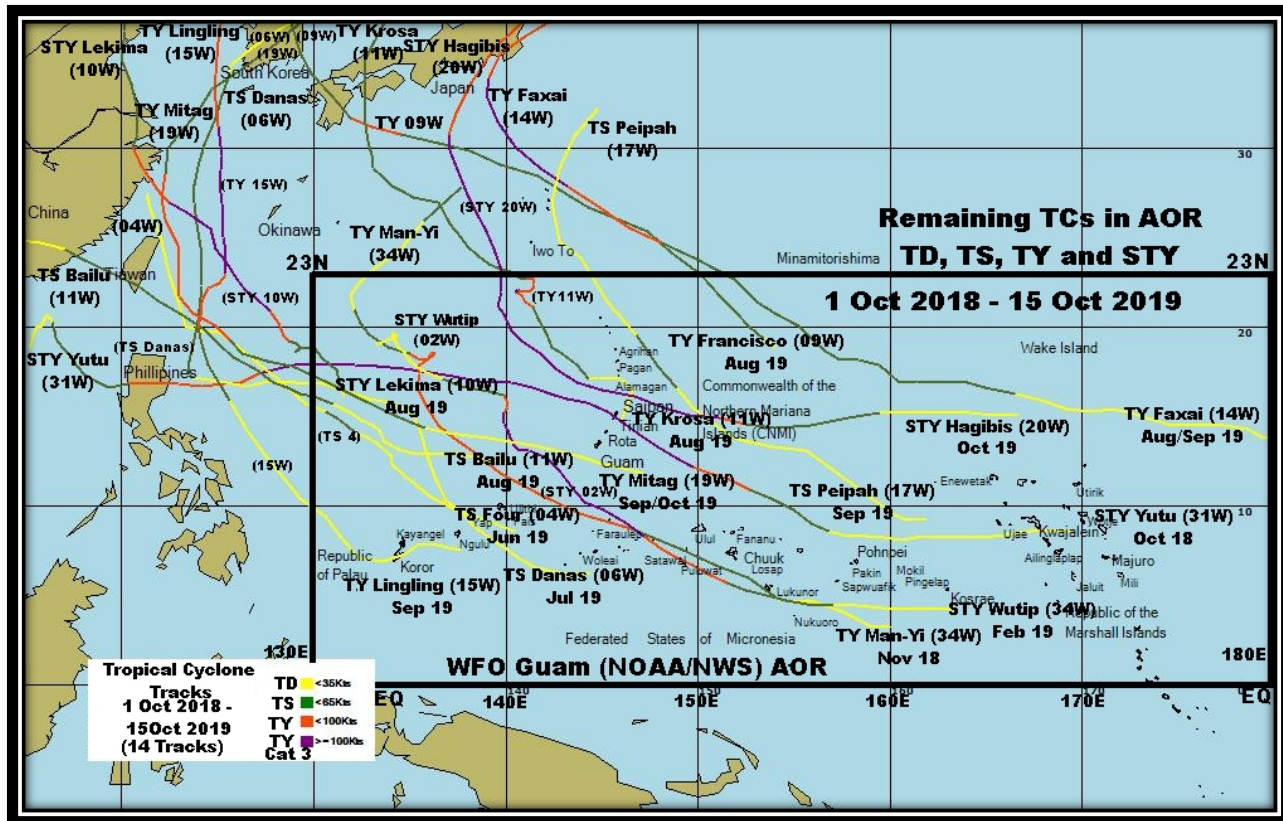 TY Lingling
(15W)
(06W)
(09W)
(19W)
TY Krosa
(11W)
STY Lekima
(10W)
STY Hagibis
(20W)
South Korea
Japan
TY Mitag
(19W)
TS Danas
(06W)
TY 09W
TY Faxai
(14W)
TS Peipah
(17W)
30
(TY 15W)
(STY 20W)
China
(04W)
Okinawa
TY Man-Yi
(34W)
Iwo To
Remaining TCs in AOR
TD, TS, TY and STY
Minamitorishima
23N
23N
TS Bailu
(11W)
Taiwan
(STY 10W)
(TY11W)
1 Oct 2018 - 15 Oct 2019
STY Wutip
(02W)
20
STY Yutu
(31W)
(TS Danas)
Phillipines
Agrihan
Pagan
Alamagan
TY Francisco (09W)
Aug 19
Wake Island
STY Lekima (10W)
Aug 19
Commonwealth of the
Northern Mariana
Islands (CNMI)
Saipan
Tinian
Rota
Guam
TY Krosa (11W)
Aug 19
STY Hagibis (20W)
Oct 19
TY Faxai (14W)
Aug/Sep 19
(TS 4)
(15W)
TS Bailu (11W)
Aug 19
(STY 02W)
TY Mitag (19W)
Sep/Oct 19
TS Peipah (17W)
Sep 19
Enewetak
Utirik
10
TS Four (04W)
Jun 19
Yap
Ngulu
Kayangel
Koror
Republic
of Palau
Faraulep
Woleai
Satawal
Puluwat
Ulul
Fananu
Chuuk
Losap
Lukunor
Nukuoro
Pohnpei
Pakin
Mokil
Sapwuafik
Pingelap
Kosrae
Ujae
Kwajalein
Ailinglaplap
STY Yutu (31W)
Oct 18
Majuro
Jaluit
Mili
TY Lingling (15W)
Sep 19
TS Danas (06W)
Jul 19
STY Wutip (34W)
Feb 19
Republic of the
Marshall Islands
TY Man-Yi (34W)
Nov 18
Federated States of Micronesia
130E
WFO Guam (NOAA/NWS) AOR
180E
EQ
140
140E
150
150E
160
160E
170
170E
EQ
Tropical Cyclone
Tracks
1 Oct 2018 -
15Oct 2019
(14 Tracks)
TD <35Kts
TS <65Kts
TY <100Kts
TY >=100Kts
Cat 3